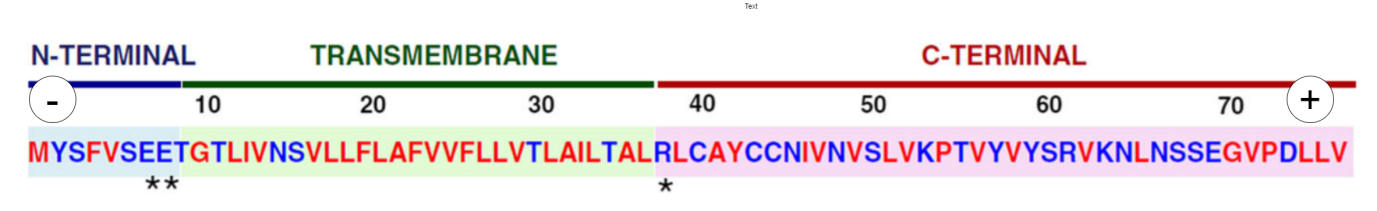 Text
N-TERMINAL TRANSMEMBRANE C-TERMINAL
- 10 20 30 40 50 60 70 +
MYSFVSEETGTLIVNSVLLFLAFVVFLLVTLAILTALRLCAYCCNIVNVSLVKPTVYVYSRVKNLNSSEGVPDLLV
** *